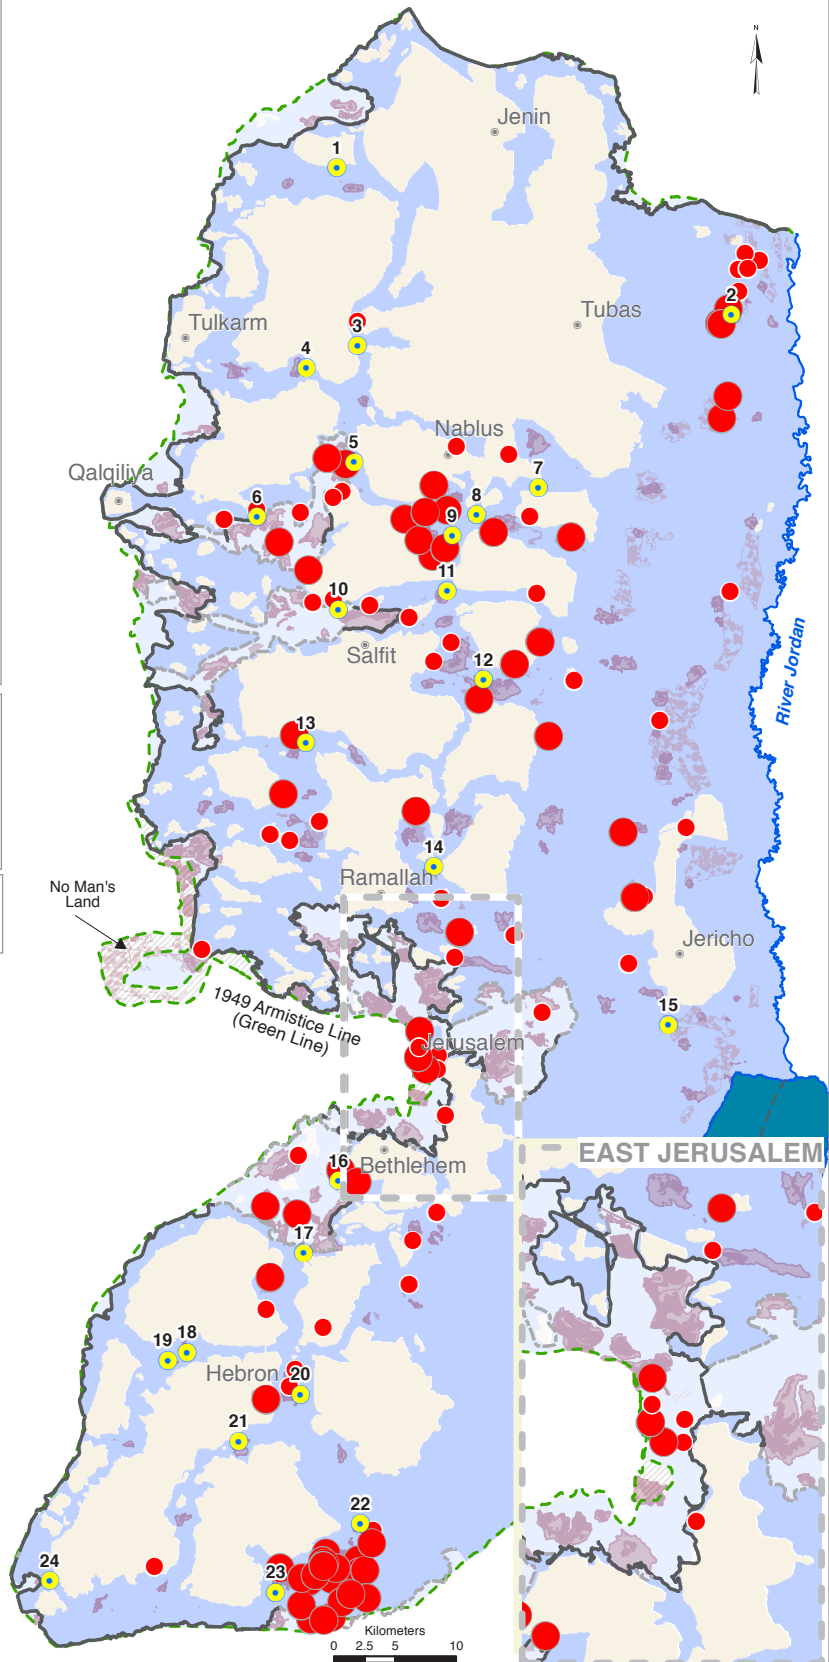 N
Jenin
1
2
Tubas
Tulkarm
3
4
Nablus
5
Qalqiliya
7
6
8
9
11
10
Salfit
12
River Jordan
13
14
Ramallah
No Man's
Land
Jericho
15
1949 Armistice Line
(Green Line)
Jerusalem
EAST JERUSALEM
16
Bethlehem
17
19
18
Hebron
20
21
22
24
23
Kilometers
0 2.5 5 10